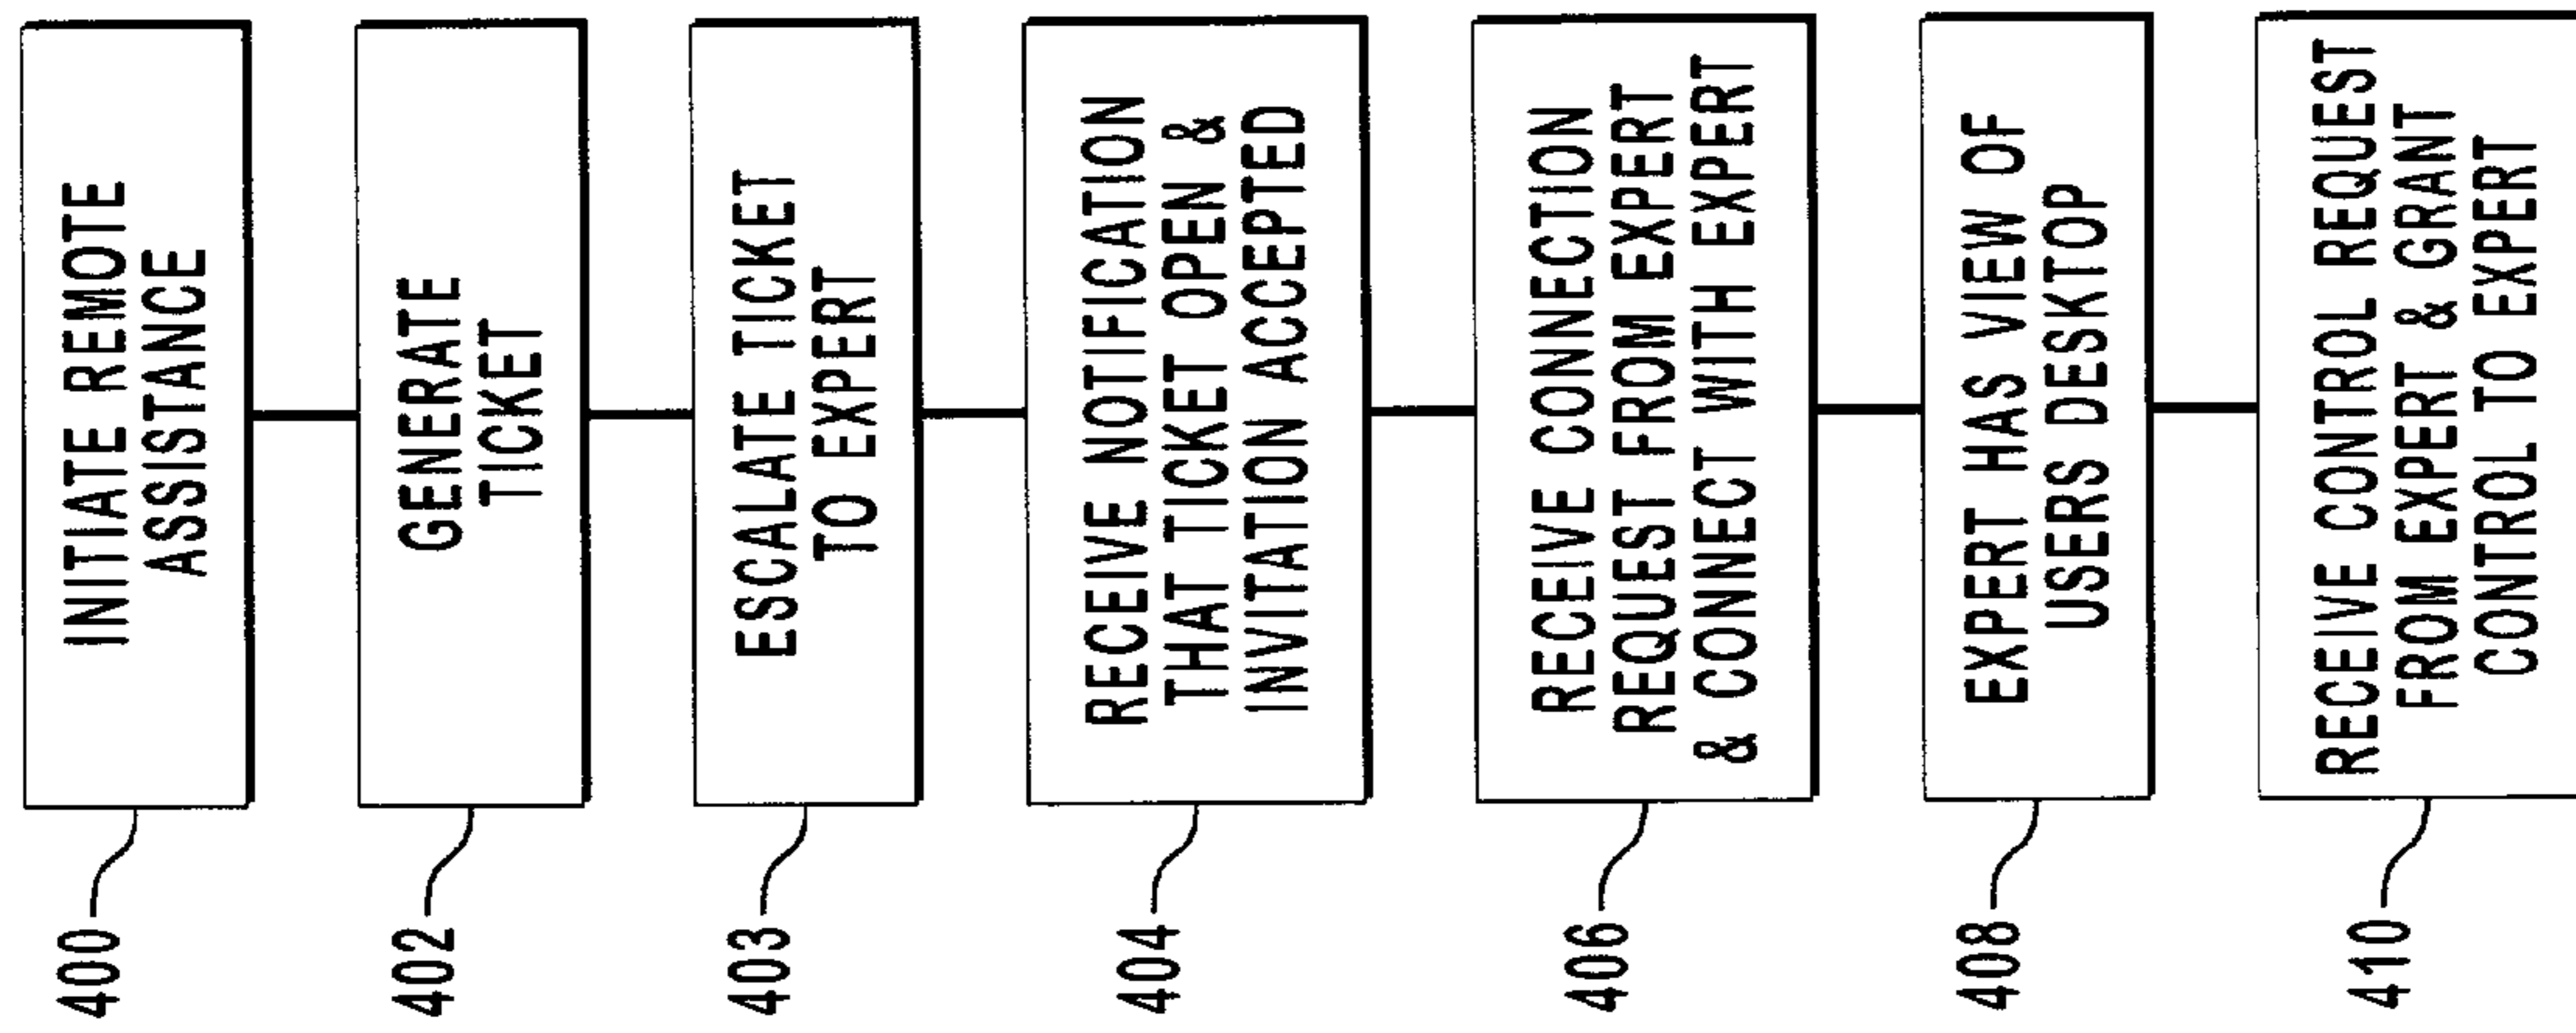 400
INITIATE REMOTE
ASSISTANCE
402
GENERATE
TICKET
403
ESCALATE TICKET
TO EXPERT
404
RECEIVE NOTIFICATION
THAT TICKET OPEN &
INVITATION ACCEPTED
406
RECEIVE CONNECTION
REQUEST FROM EXPERT
& CONNECT WITH EXPERT
408
EXPERT HAS VIEW OF
USERS DESKTOP
410
RECEIVE CONTROL REQUEST
FROM EXPERT & GRANT
CONTROL TO EXPERT